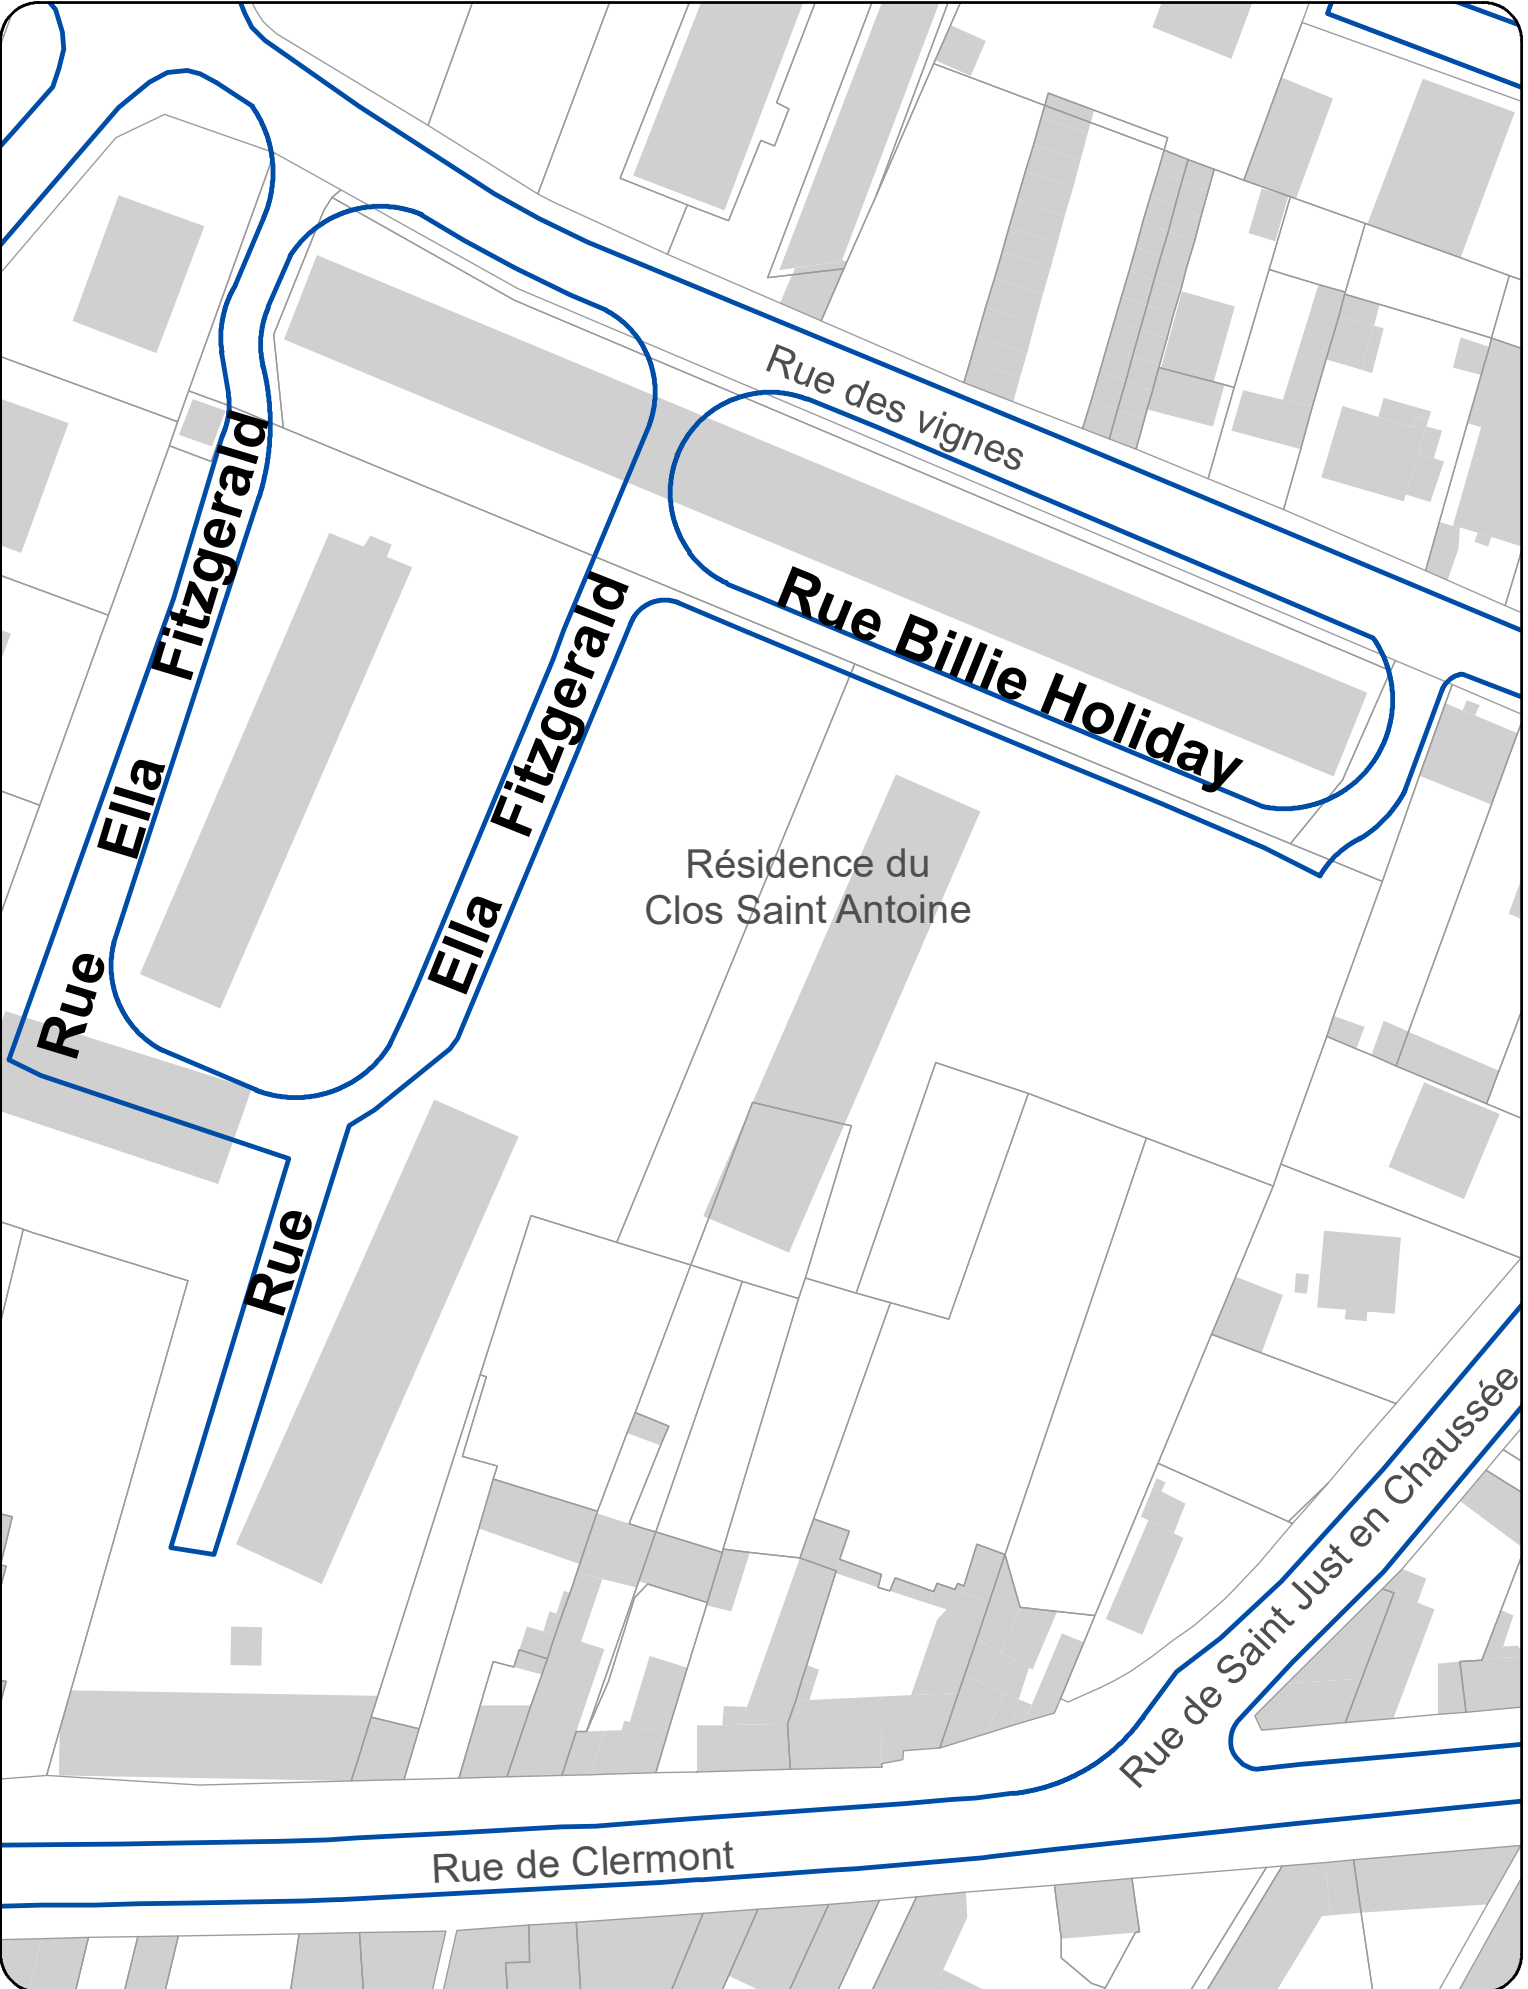 Rue des vignes
Rue Ella Fitzgerald
Rue Ella Fitzgerald
Rue Billie Holiday
Résidence du
Clos Saint Antoine
Rue de Saint Just en Chaussée
Rue de Clermont